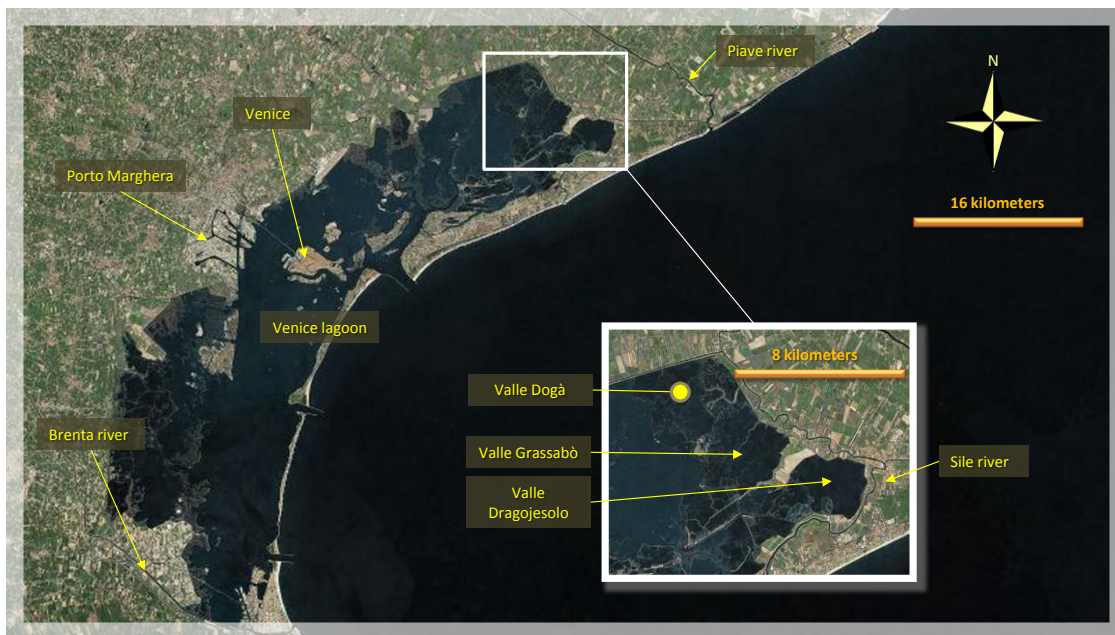 Piave river
N
Venice
Porto Marghera
16 kilometers
Venice lagoon
8 kilometers
Valle Dogà
Brenta river
Valle Grassabò
Sile river
Valle
Dragojesolo